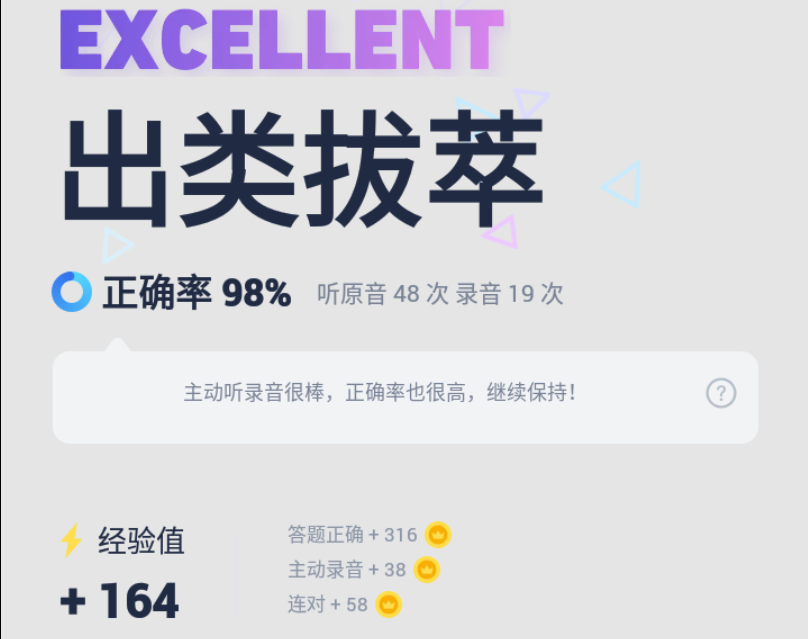 EXCELLENT
出类拔萃
正确率 98% 听原音 48 次 录音 19 次
主动听录音很棒，正确率也很高，继续保持！
?
经验值
+ 164
答题正确 + 316
主动录音 + 38
连对 + 58